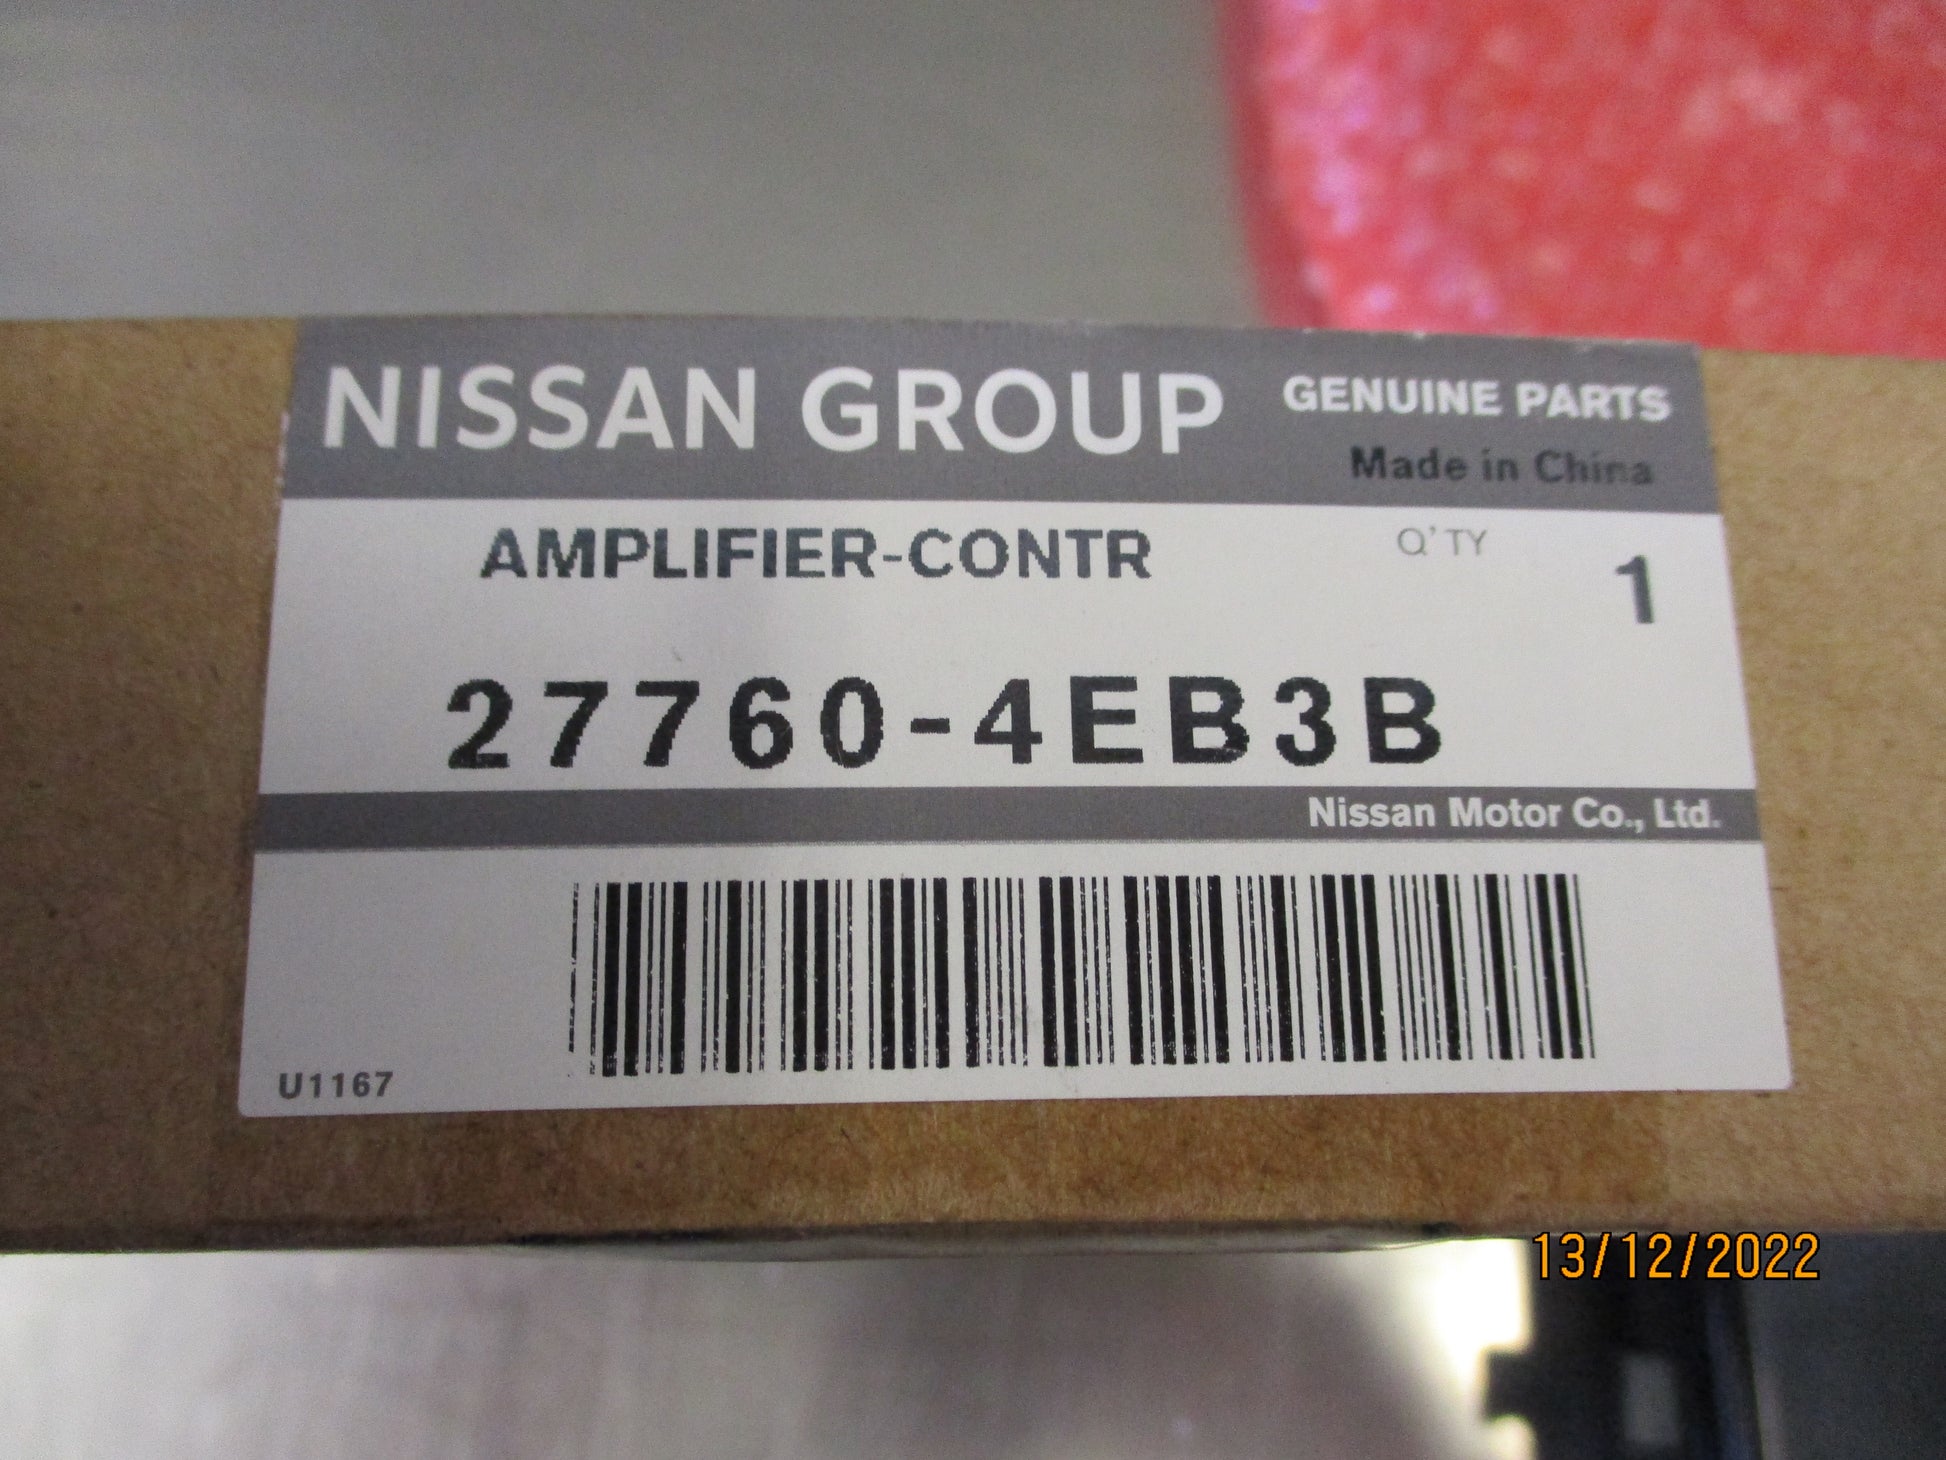 NISSAN GROUP GENUINE PARTS
Made in China
AMPLIFIER-CONTR Q'TY 1
27760-4EB3B
Nissan Motor Co., Ltd.
U1167
13/12/2022